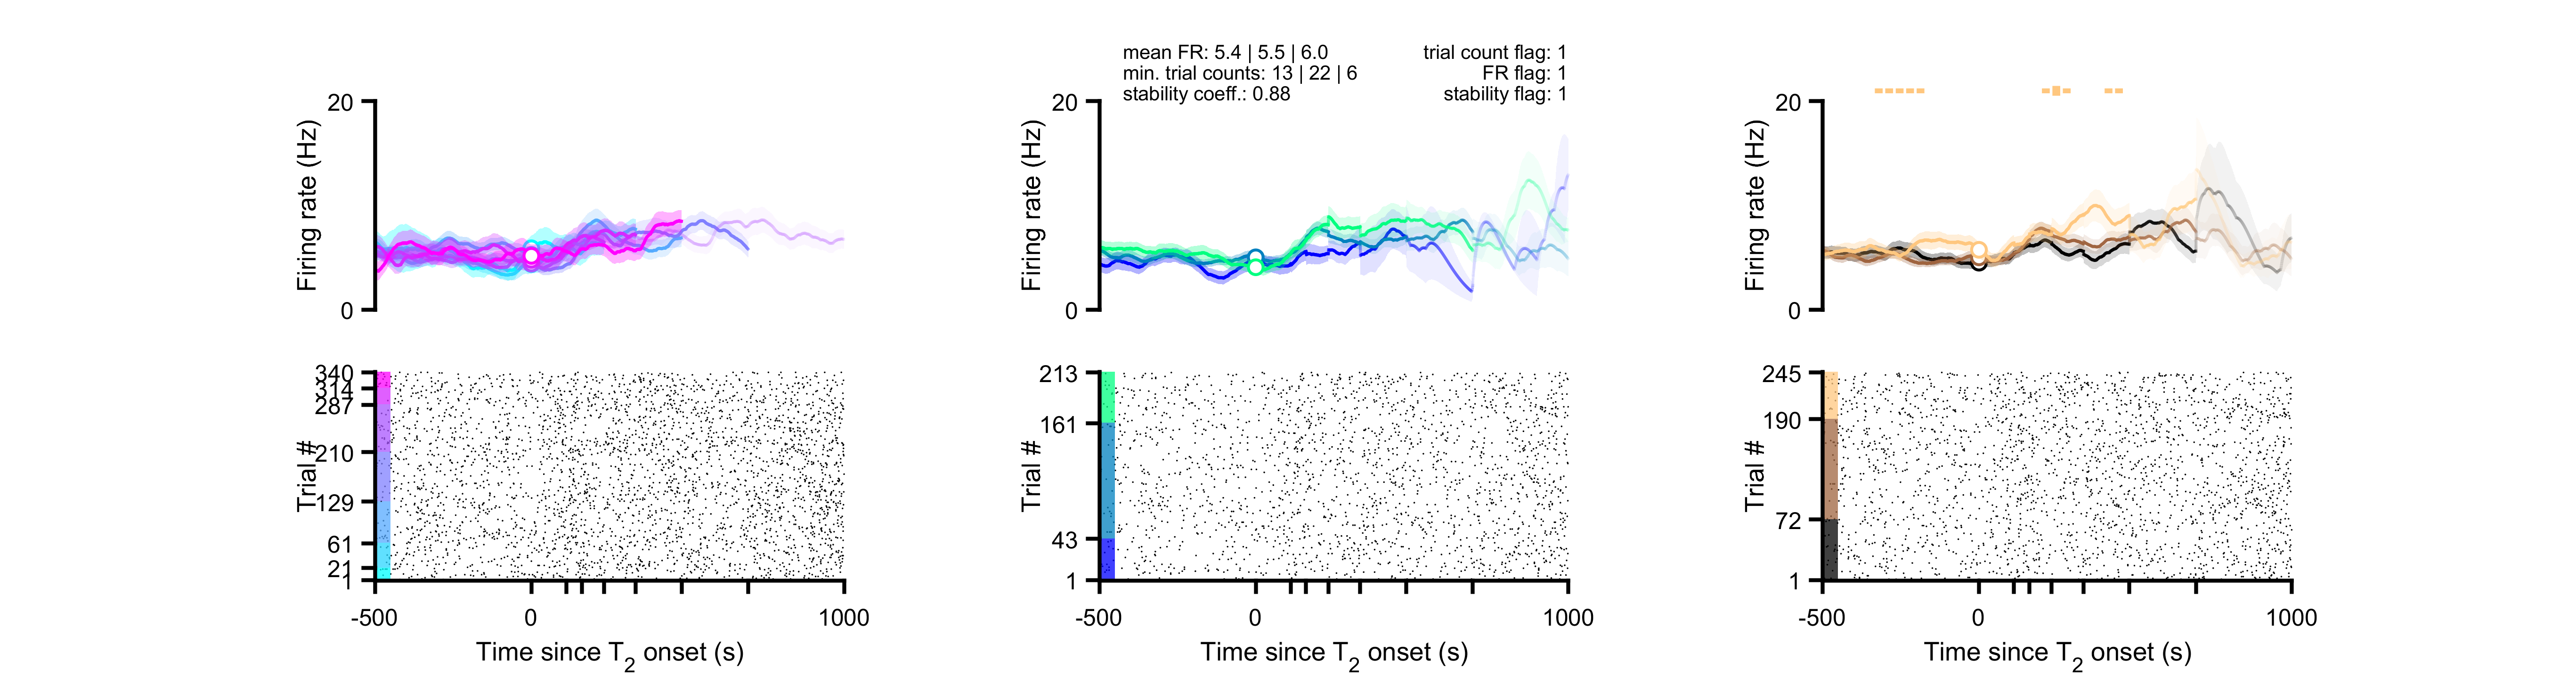 mean FR: 5.4 | 5.5 | 6.0
min. trial counts: 13 | 22 | 6
stability coeff.: 0.88
trial count flag: 1
FR flag: 1
stability flag: 1
20
Firing rate (Hz)
0
20
Firing rate (Hz)
0
20
Firing rate (Hz)
0
340
314
287
210
129
61
21
1
Trial #
-500
0
1000
Time since T2 onset (s)
213
161
43
1
Trial #
-500
0
1000
Time since T2 onset (s)
245
190
72
1
Trial #
-500
0
1000
Time since T2 onset (s)